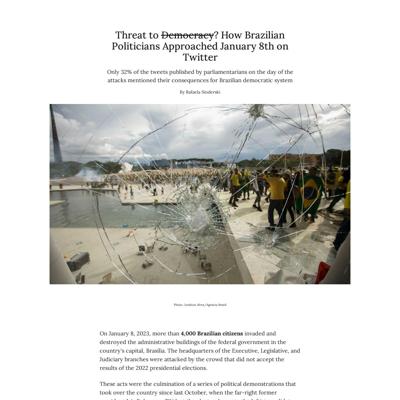 Threat to Democracy? How Brazilian
Politicians Approached January 8th on
Twitter
Only 32% of the tweets published by parliamentarians on the day of the
attacks mentioned their consequences for Brazilian democratic system
By Rafaela Sinderski
Photo: Joédson Alves/Agencia Brasil
On January 8, 2023, more than 4,000 Brazilian citizens invaded and
destroyed the administrative buildings of the federal government in the
country's capital, Brasília. The headquarters of the Executive, Legislative, and
Judiciary branches were attacked by the crowd that did not accept the
results of the 2022 presidential elections.
These acts were the culmination of a series of political demonstrations that
took over the country since last October, when the far-right former